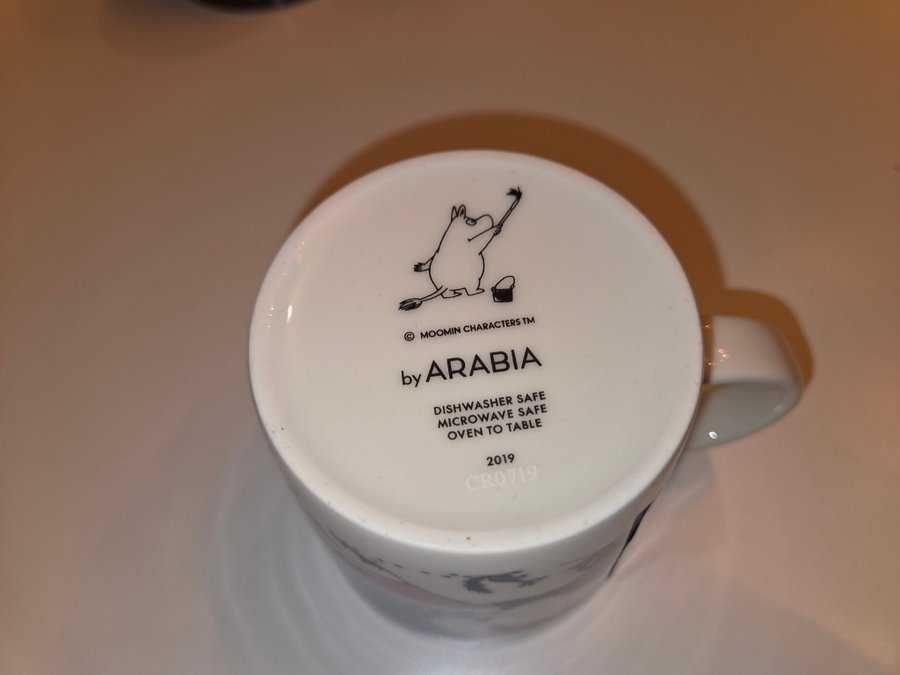 © MOOMIN CHARACTERS TM
by ARABIA
DISHWASHER SAFE
MICROWAVE SAFE
OVEN TO TABLE
2019
CR0719